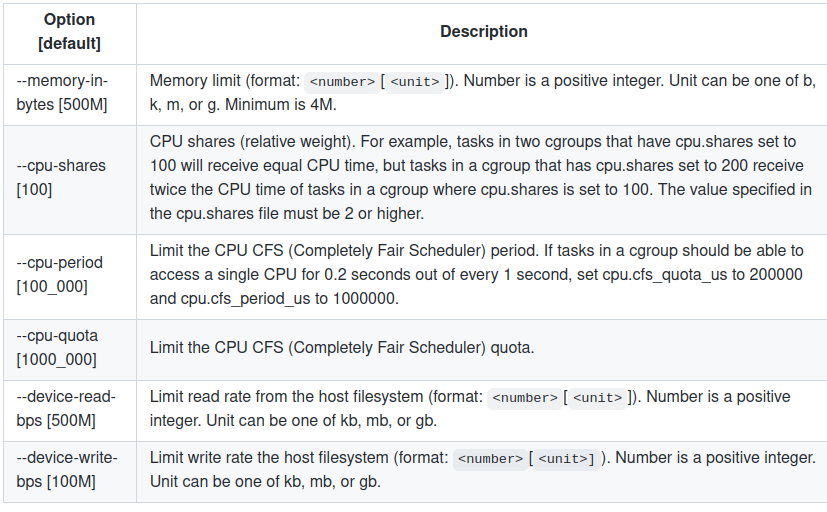 Option
[default]
Description
--memory-in-
bytes [500M]
Memory limit (format: <number> [ <unit> ]). Number is a positive integer. Unit can be one of b,
k, m, or g. Minimum is 4M.
--cpu-shares
[100]
CPU shares (relative weight). For example, tasks in two cgroups that have cpu.shares set to
100 will receive equal CPU time, but tasks in a cgroup that has cpu.shares set to 200 receive
twice the CPU time of tasks in a cgroup where cpu.shares is set to 100. The value specified in
the cpu.shares file must be 2 or higher.
--cpu-period
[100_000]
Limit the CPU CFS (Completely Fair Scheduler) period. If tasks in a cgroup should be able to
access a single CPU for 0.2 seconds out of every 1 second, set cpu.cfs_quota_us to 200000
and cpu.cfs_period_us to 1000000.
--cpu-quota
[1000_000]
Limit the CPU CFS (Completely Fair Scheduler) quota.
--device-read-
bps [500M]
Limit read rate from the host filesystem (format: <number> [ <unit> ]). Number is a positive
integer. Unit can be one of kb, mb, or gb.
--device-write-
bps [100M]
Limit write rate the host filesystem (format: <number> [ <unit>] ). Number is a positive integer.
Unit can be one of kb, mb, or gb.